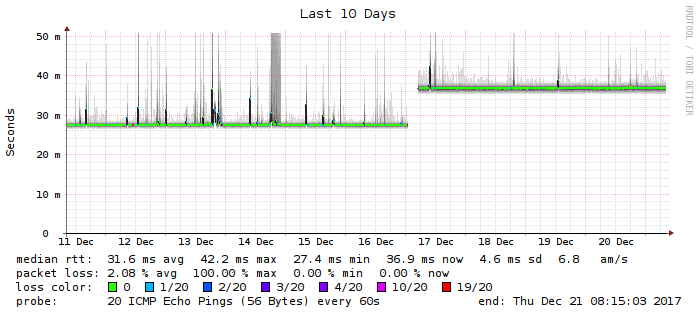 Last 10 Days
RRDTOOL / TOBI OETIKER
Seconds
50 m
40 m
30 m
20 m
10 m
0
11 Dec 12 Dec 13 Dec 14 Dec 15 Dec 16 Dec 17 Dec 18 Dec 19 Dec 20 Dec
median rtt: 31.6 ms avg 42.2 ms max 27.4 ms min 36.9 ms now 4.6 ms sd 6.8 am/s
packet loss: 2.08 % avg 100.00 % max 0.00 % min 0.00 % now
loss color: 0 1/20 2/20 3/20 4/20 10/20 19/20
probe: 20 ICMP Echo Pings (56 Bytes) every 60s end: Thu Dec 21 08:15:03 2017